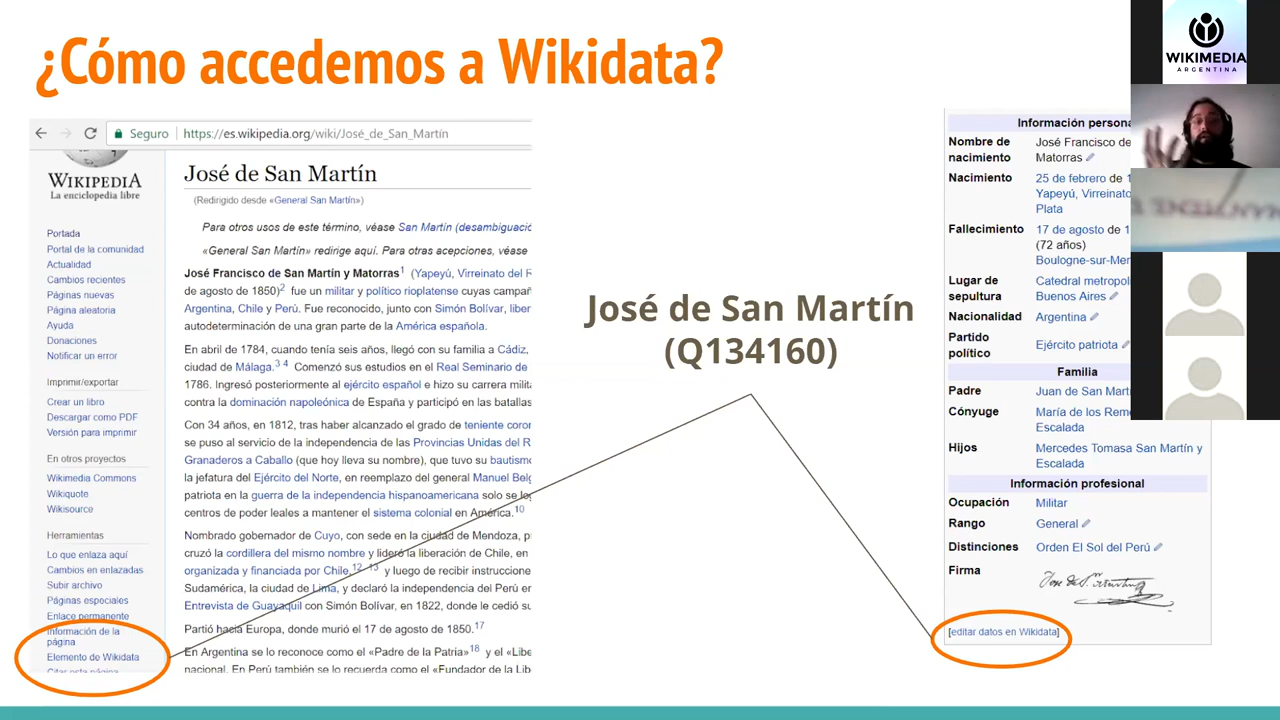 ¿Cómo accedemos a Wikidata?
Seguro
https://es.wikipedia.org/wiki/José_de_San_Martín
WIKIPEDIA
La enciclopedia libre
Portada
Portal de la comunidad
Actualidad
Cambios recientes
Páginas nuevas
Página aleatoria
Ayuda
Donaciones
Notificar un error
Imprimir/exportar
Crear un libro
Descargar como PDF
Versión para imprimir
En otros proyectos
Wikimedia Commons
Wikiquote
Wikisource
Herramientas
Lo que enlaza aquí
Cambios en enlazadas
Subir archivo
Páginas especiales
Enlace permanente
Información de la
página
Elemento de Wikidata
Citar esta página
José de San Martín
(Redirigido desde «General San Martín»)
Para otros usos de este término, véase San Martín (desambiguació
«General San Martín» redirige aquí. Para otras acepciones, véase
José Francisco de San Martín y Matorras1 (Yapeyú, Virreinato del R
de agosto de 1850)2 fue un militar y político rioplatense cuyas campañ
Argentina, Chile y Perú. Fue reconocido, junto con Simón Bolívar, liber
autodeterminación de una gran parte de la América española.
En abril de 1784, cuando tenía seis años, llegó con su familia a Cádiz,
ciudad de Málaga.3 4 Comenzó sus estudios en el Real Seminario de
1786. Ingresó posteriormente al ejército español e hizo su carrera milita
contra la dominación napoleónica de España y participó en las batallas
Con 34 años, en 1812, tras haber alcanzado el grado de teniente coron
se puso al servicio de la independencia de las Provincias Unidas del R
Granaderos a Caballo (que hoy lleva su nombre), que tuvo su bautismo
la jefatura del Ejército del Norte, en reemplazo del general Manuel Belg
patriota en la guerra de la independencia hispanoamericana solo se log
centros de poder leales a mantener el sistema colonial en América.10
Nombrado gobernador de Cuyo, con sede en la ciudad de Mendoza, p
cruzó la cordillera del mismo nombre y lideró la liberación de Chile, en
organizada y financiada por Chile,12 13 y luego de recibir instruccione
Sudamérica, la ciudad de Lima, y declaró la independencia del Perú en
Entrevista de Guayaquil con Simón Bolívar, en 1822, donde le cedió su
Partió hacia Europa, donde murió el 17 de agosto de 1850.17
En Argentina se lo reconoce como el «Padre de la Patria»18 y el «Libe
nacional. En Perú también se lo recuerda como el «Fundador de la Lib
José de San Martín
(Q134160)
Información persona
Nombre de nacimiento José Francisco de
Matorras
Nacimiento 25 de febrero de 1
Yapeyú, Virreinato
Plata
Fallecimiento 17 de agosto de 1
(72 años)
Boulogne-sur-Mer
Lugar de sepultura Catedral metropol
Buenos Aires
Nacionalidad Argentina
Partido político Ejército patriota
Familia
Padre Juan de San Mart
Cónyuge María de los Rem
Escalada
Hijos Mercedes Tomasa San Martín y
Escalada
Información profesional
Ocupación Militar
Rango General
Distinciones Orden El Sol del Perú
Firma
[editar datos en Wikidata]
WIKIMEDIA
ARGENTINA